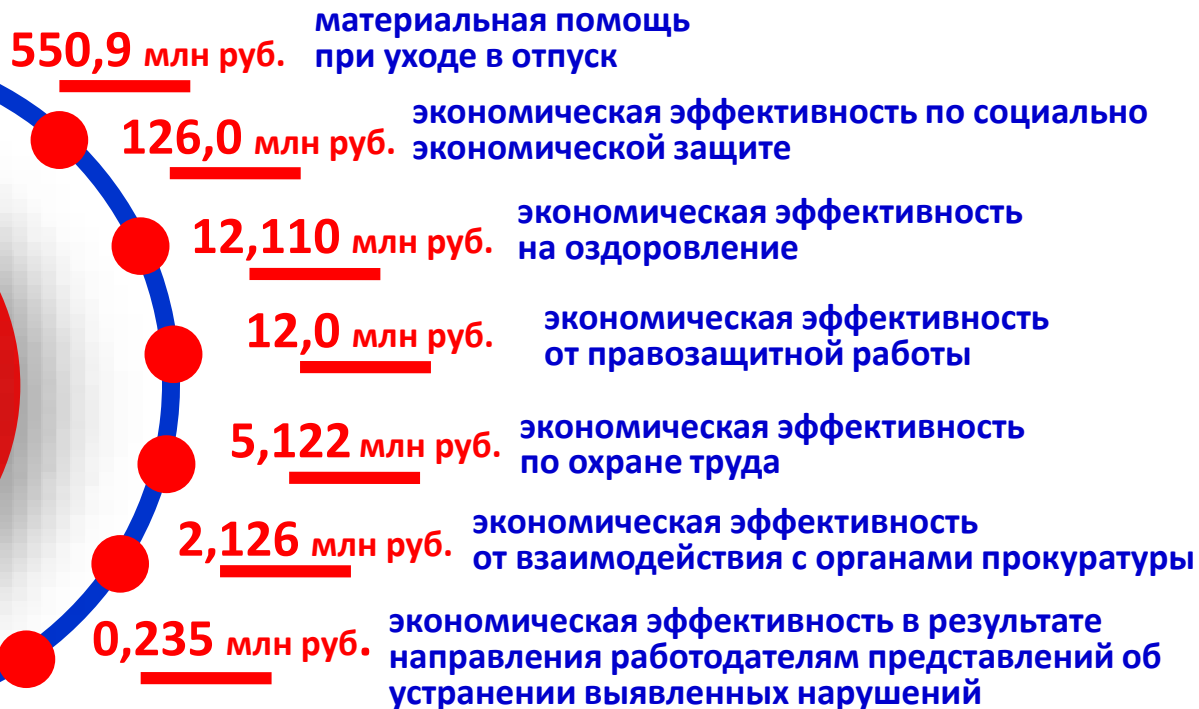 550,9 млн руб.
материальная помощь
при уходе в отпуск
126,0 млн руб.
экономическая эффективность по социально
экономической защите
12,110 млн руб.
экономическая эффективность
на оздоровление
12,0 млн руб.
экономическая эффективность
от правозащитной работы
5,122 млн руб.
экономическая эффективность
по охране труда
2,126 млн руб.
экономическая эффективность
от взаимодействия с органами прокуратуры
0,235 млн руб.
экономическая эффективность в результате
направления работодателям представлений об
устранении выявленных нарушений